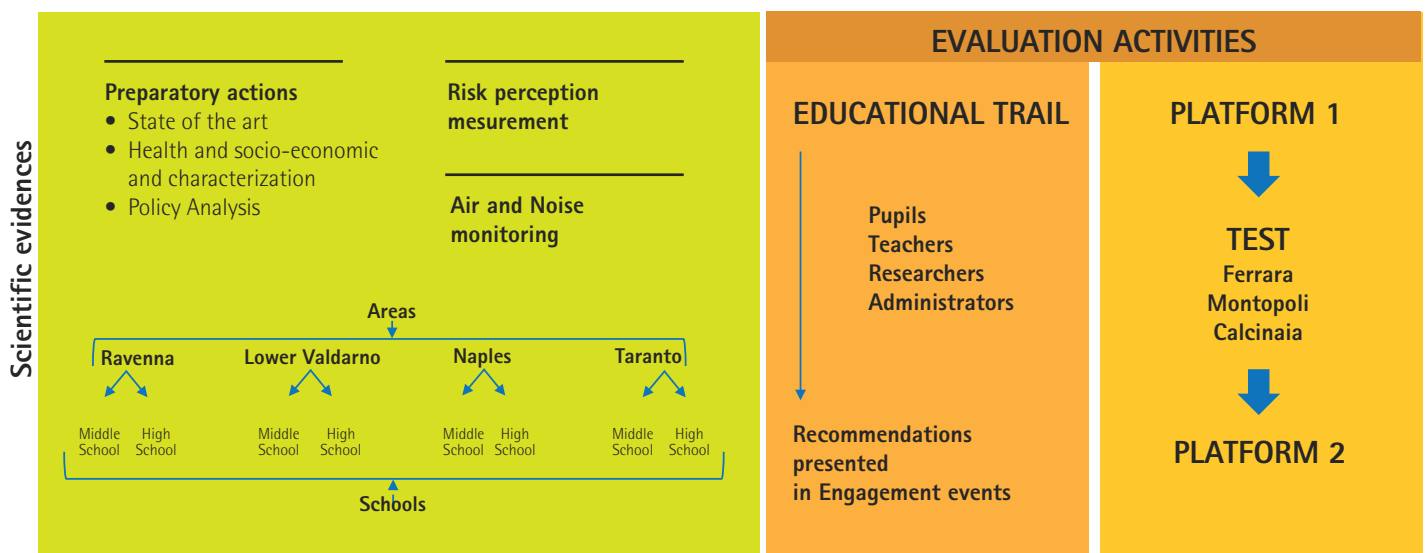 Scientific evidences
Preparatory actions
• State of the art
• Health and socio-economic
and characterization
• Policy Analysis
Risk perception
mesurement
Air and Noise
monitoring
Areas
Ravenna
Lower Valdarno
Naples
Taranto
Middle
School
High
School
Middle
School
High
School
Middle
School
High
School
Middle
School
High
School
Schools
EVALUATION ACTIVITIES
EDUCATIONAL TRAIL
Pupils
Teachers
Researchers
Administrators
Recommendations
presented
in Engagement events
PLATFORM 1
TEST
Ferrara
Montopoli
Calcinaia
PLATFORM 2